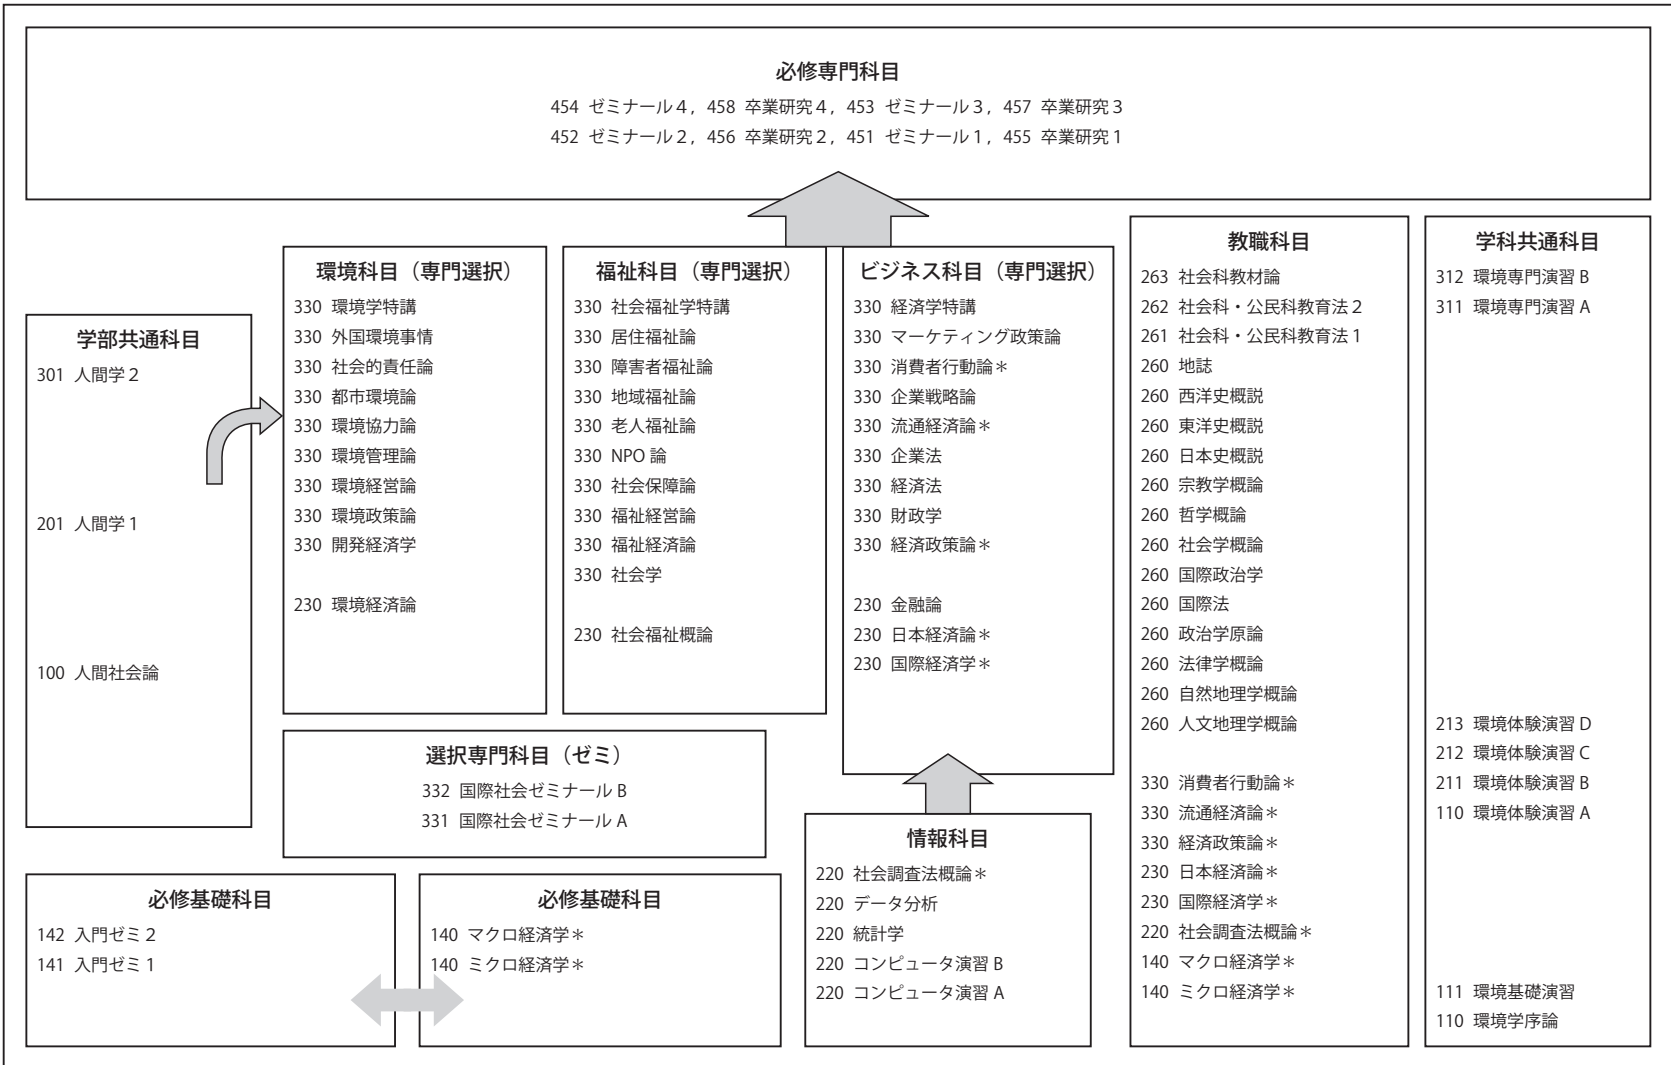 必修専門科目
454 ゼミナール4，458 卒業研究4，453 ゼミナール3，457 卒業研究3
452 ゼミナール2，456 卒業研究2，451 ゼミナール1，455 卒業研究1
学部共通科目
301 人間学2
201 人間学1
100 人間社会論
環境科目（専門選択）
330 環境学特講
330 外国環境事情
330 社会的責任論
330 都市環境論
330 環境協力論
330 環境管理論
330 環境経営論
330 環境政策論
330 開発経済学
230 環境経済論
福祉科目（専門選択）
330 社会福祉学特講
330 居住福祉論
330 障害者福祉論
330 地域福祉論
330 老人福祉論
330 NPO 論
330 社会保障論
330 福祉経営論
330 福祉経済論
330 社会学
230 社会福祉概論
ビジネス科目（専門選択）
330 経済学特講
330 マーケティング政策論
330 消費者行動論＊
330 企業戦略論
330 流通経済論＊
330 企業法
330 経済法
330 財政学
330 経済政策論＊
230 金融論
230 日本経済論＊
230 国際経済学＊
教職科目
263 社会科教材論
262 社会科・公民科教育法2
261 社会科・公民科教育法1
260 地誌
260 西洋史概説
260 東洋史概説
260 日本史概説
260 宗教学概論
260 哲学概論
260 社会学概論
260 国際政治学
260 国際法
260 政治学原論
260 法律学概論
260 自然地理学概論
260 人文地理学概論
330 消費者行動論＊
330 流通経済論＊
330 経済政策論＊
230 日本経済論＊
230 国際経済学＊
220 社会調査法概論＊
140 マクロ経済学＊
140 ミクロ経済学＊
学科共通科目
312 環境専門演習 B
311 環境専門演習 A
213 環境体験演習 D
212 環境体験演習 C
211 環境体験演習 B
110 環境体験演習 A
111 環境基礎演習
110 環境学序論
選択専門科目（ゼミ）
332 国際社会ゼミナール B
331 国際社会ゼミナール A
必修基礎科目
142 入門ゼミ2
141 入門ゼミ1
必修基礎科目
140 マクロ経済学＊
140 ミクロ経済学＊
情報科目
220 社会調査法概論＊
220 データ分析
220 統計学
220 コンピュータ演習 B
220 コンピュータ演習 A